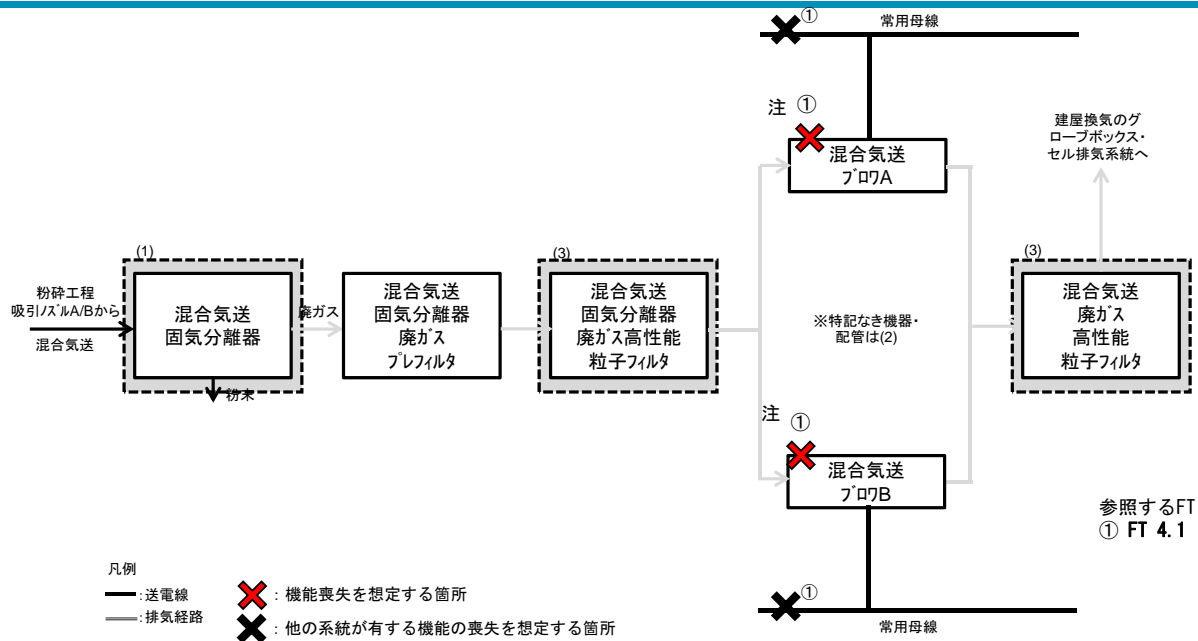 ①
常用母線
注 ①
混合気送
ブロワA
建屋換気のグ
ローブボックス・
セル排気系統へ
(1)
粉砕工程
吸引ノズルA/Bから
混合気送
混合気送
固気分離器
粉末
廃ガス
混合気送
固気分離器
廃ガス
プレフィルタ
(3)
混合気送
固気分離器
廃ガス高性能
粒子フィルタ
※特記なき機器・
配管は(2)
(3)
混合気送
廃ガス
高性能
粒子フィルタ
注 ①
混合気送
ブロワB
①
常用母線
参照するFT
① FT 4.1
凡例
:送電線
:排気経路
: 機能喪失を想定する箇所
: 他の系統が有する機能の喪失を想定する箇所